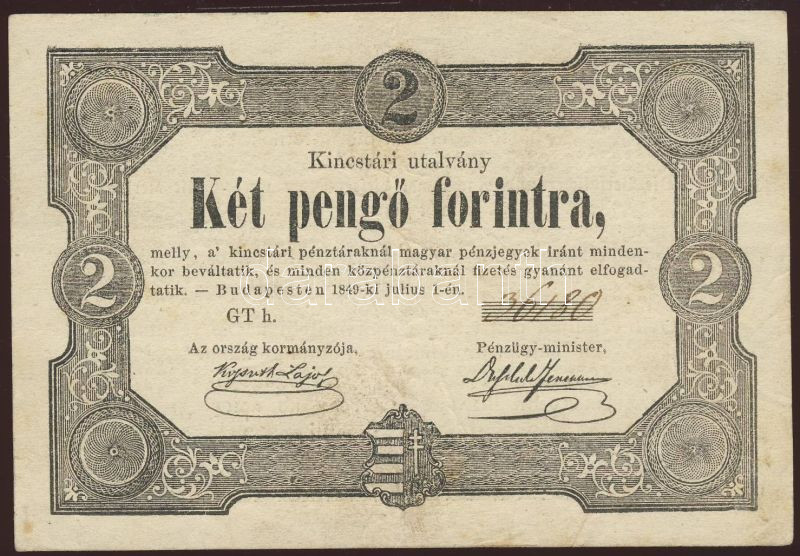 2
Kincstári utalvány
Két pengő forintra,
melly, a' kincstári pénztáraknál magyar pénzjegyek iránt minden-
kor beváltatik, és minden közpénztáraknál fizetés gyanánt elfogad-
tatik. — Budapesten 1849-ki julius 1-én.
2 2
GT h. 36180
Az ország kormányzója, Pénzügy-minister,
Kossuth Lajos